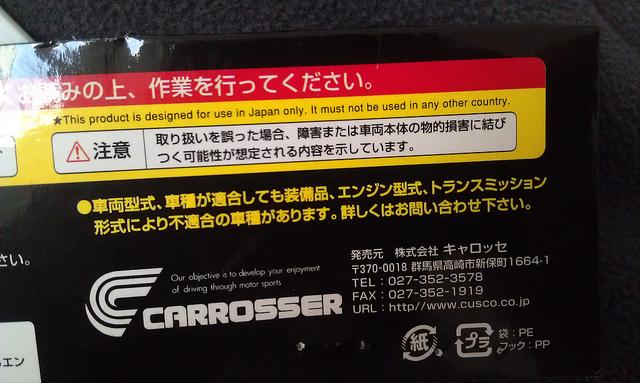 みの上、作業を行ってください。
★This product is designed for use in Japan only. It must not be used in any other country.
注意
取り扱いを誤った場合、障害または車両本体の物的損害に結び
つく可能性が想定される内容を示しています。
●車両型式、車種が適合しても装備品、エンジン型式、トランスミッション
形式により不適合の車種があります。詳しくはお問い合わせ下さい。
さい。
Our objective is to develop your enjoyment
of driving through motor sports
CARROSSER
発売元 株式会社 キャロッセ
〒370-0018 群馬県高崎市新保町1664-1
TEL：027-352-3578
FAX：027-352-1919
URL：http//www.cusco.co.jp
紙
プラ
袋：PE
フック：PP
エン